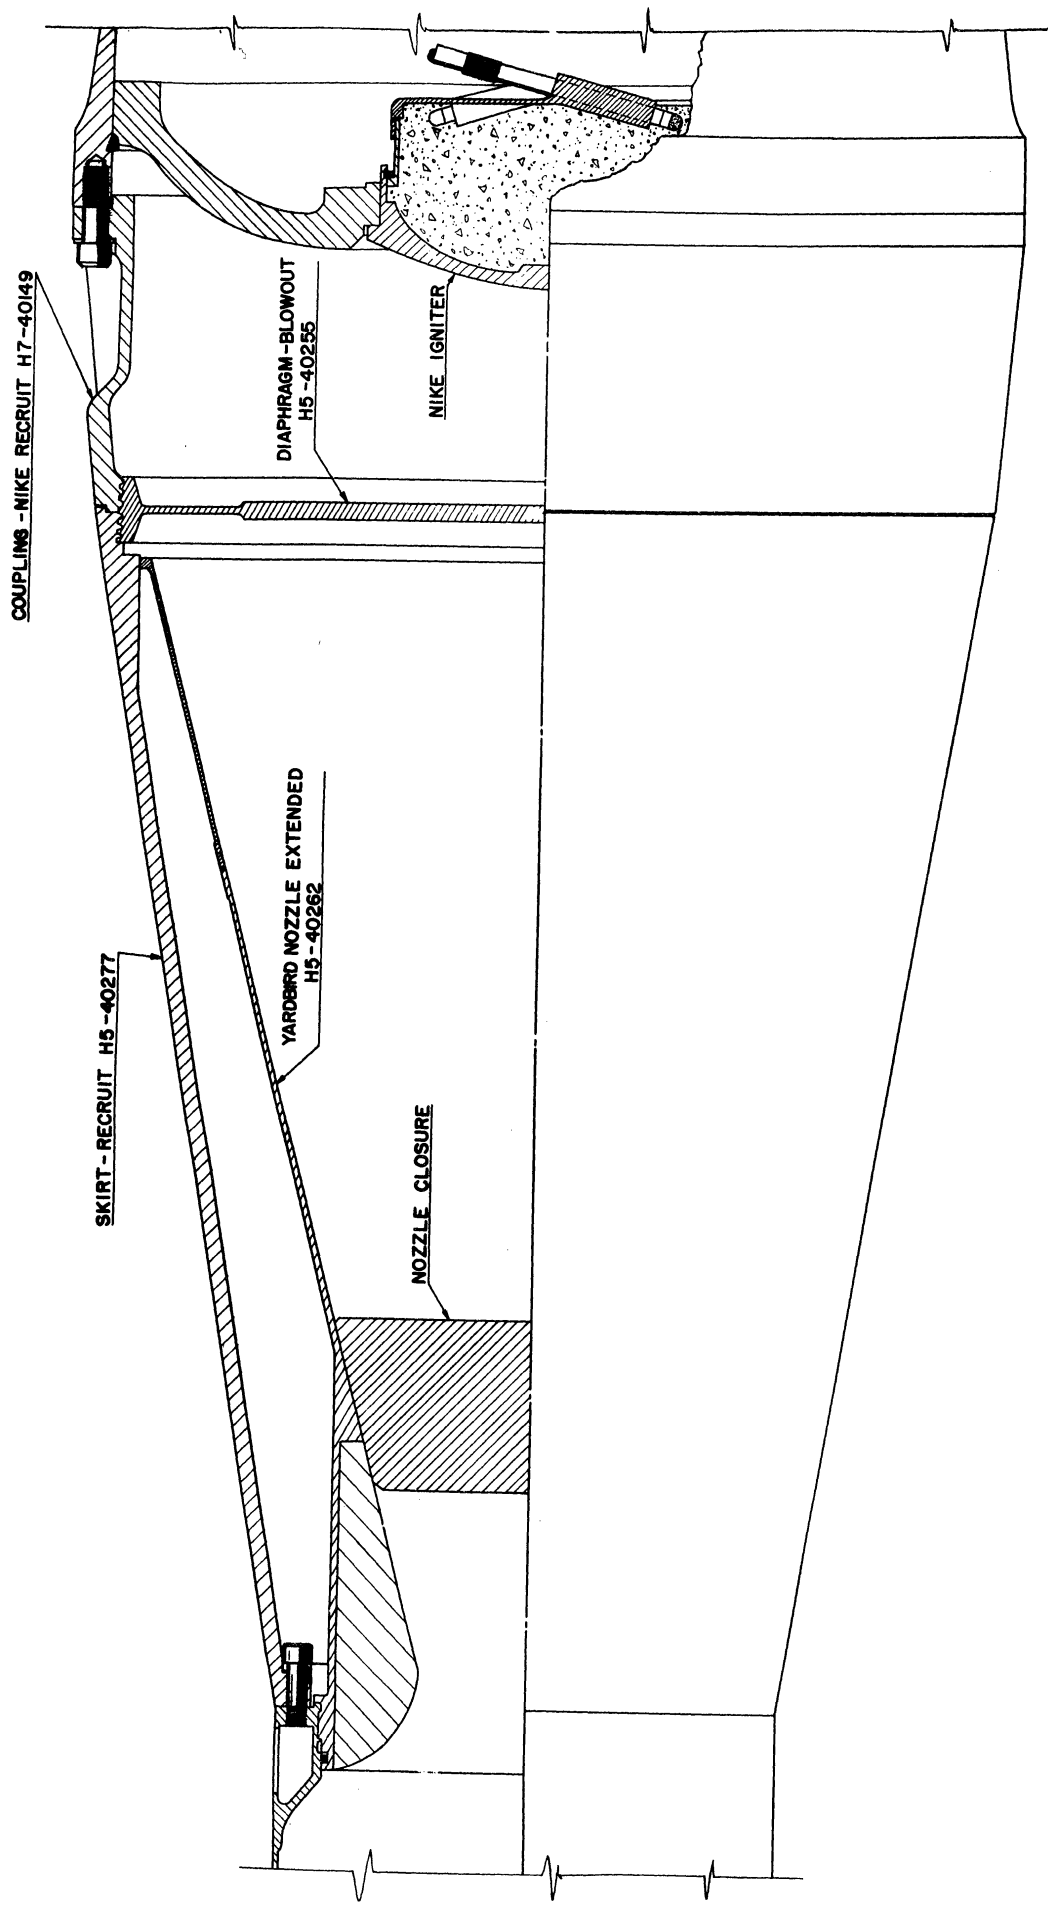 COUPLING - NIKE RECRUIT H7-40149
SKIRT-RECRUIT H5-40277
DIAPHRAGM-BLOWOUT
H5-40255
YARDBIRD NOZZLE EXTENDED
H5-40262
NIKE IGNITER
NOZZLE CLOSURE